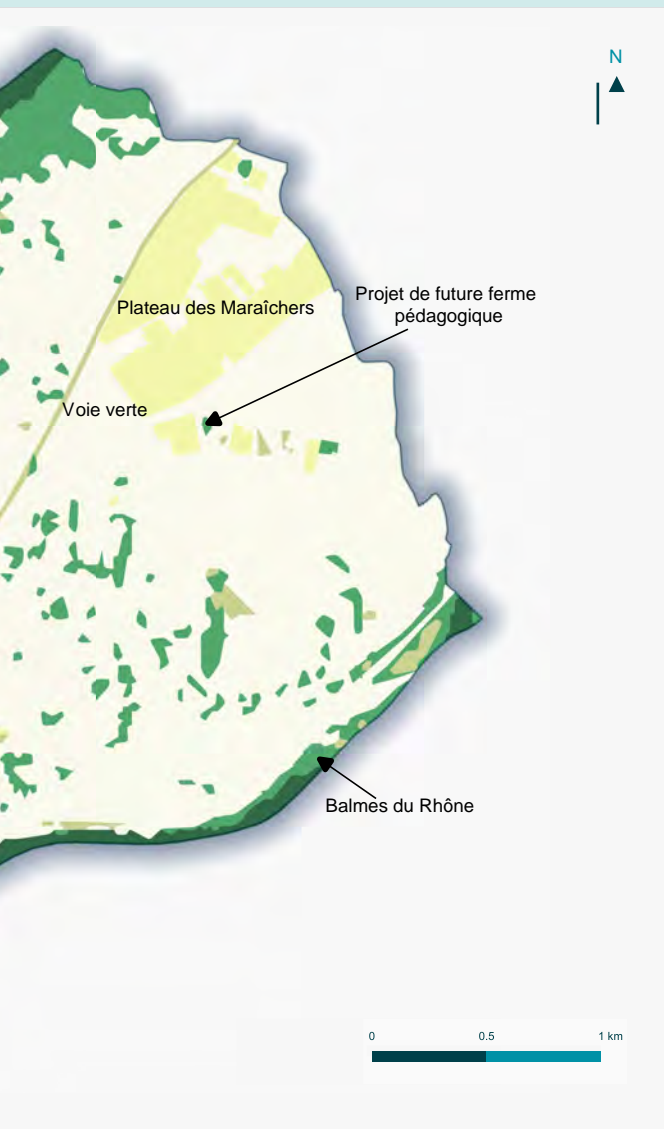 N
Projet de future ferme
pédagogique
Plateau des Maraîchers
Voie verte
Balmes du Rhône
0 0.5 1 km